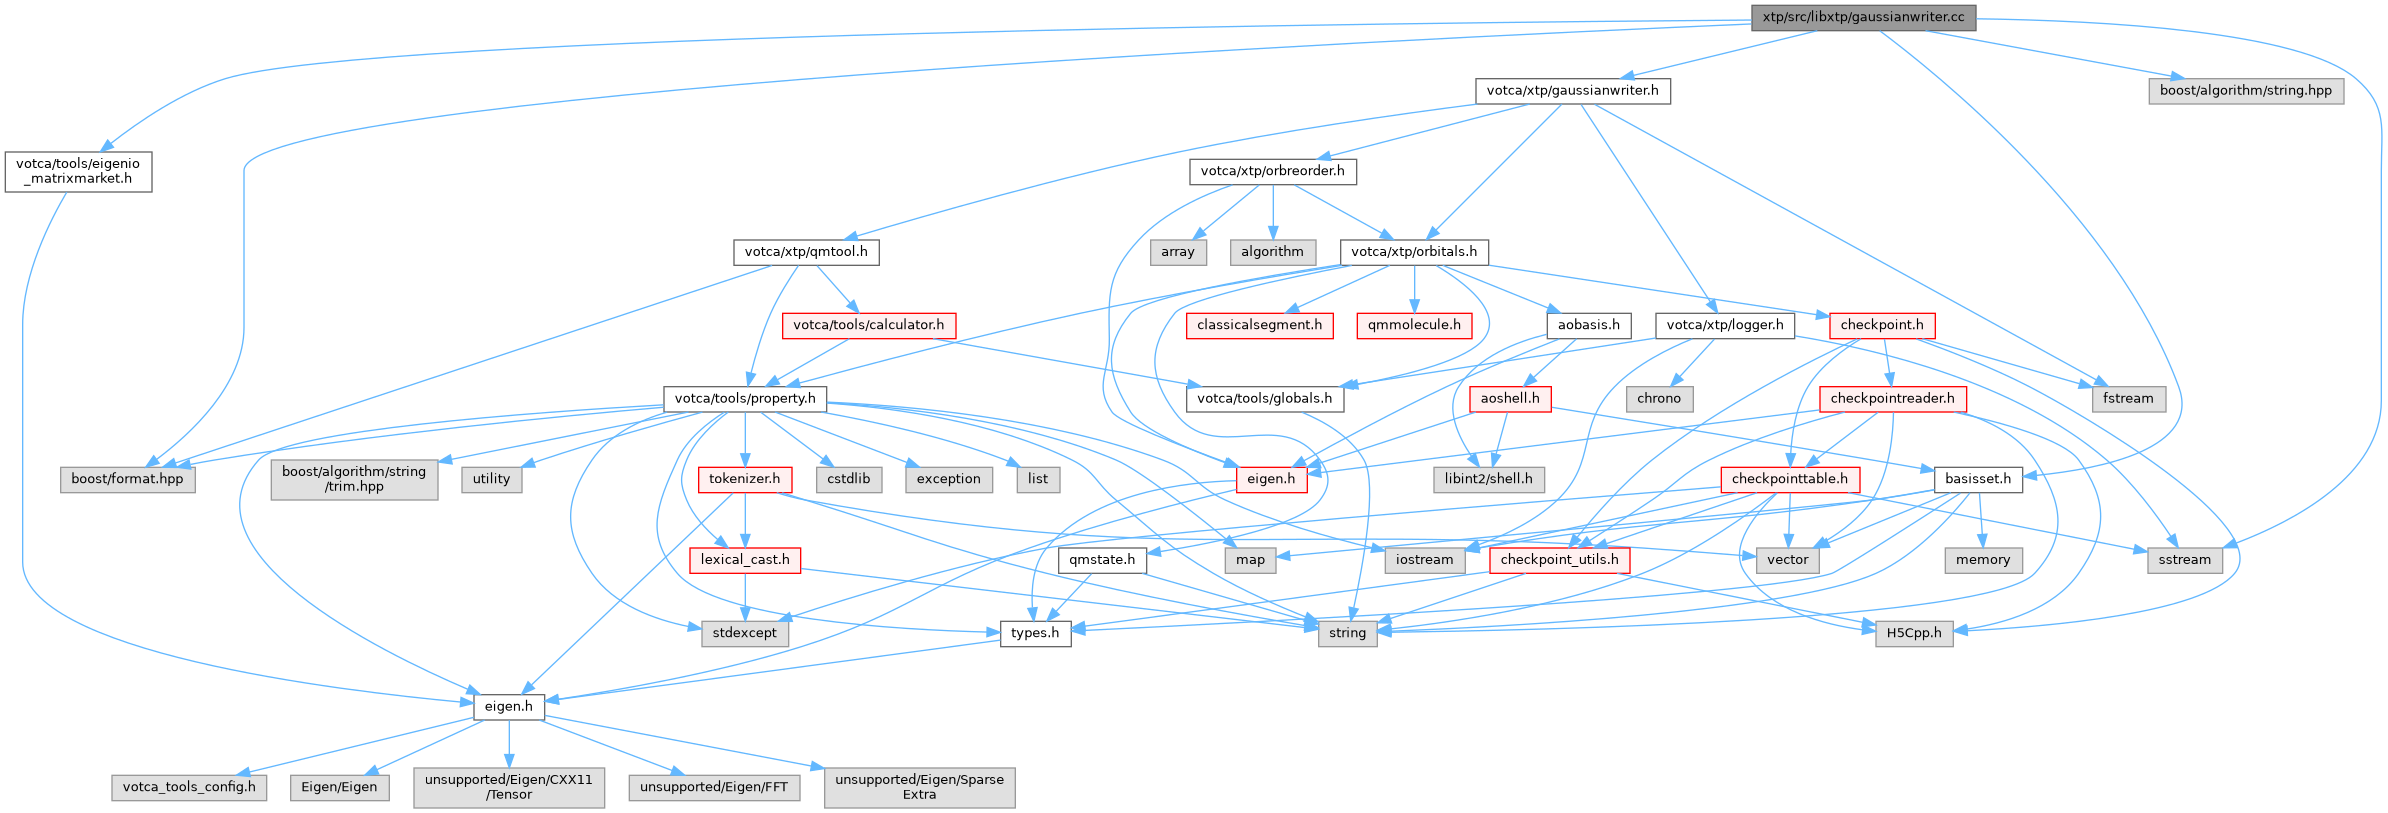 xtp/src/libxtp/gaussianwriter.cc
votca/xtp/gaussianwriter.h
boost/algorithm/string.hpp
votca/tools/eigenio
_matrixmarket.h
votca/xtp/orbreorder.h
votca/xtp/qmtool.h
array
algorithm
votca/xtp/orbitals.h
votca/tools/calculator.h
classicalsegment.h
qmmolecule.h
aobasis.h
votca/xtp/logger.h
checkpoint.h
votca/tools/property.h
votca/tools/globals.h
aoshell.h
chrono
checkpointreader.h
fstream
boost/format.hpp
boost/algorithm/string
/trim.hpp
utility
tokenizer.h
cstdlib
exception
list
eigen.h
libint2/shell.h
checkpointtable.h
basisset.h
lexical_cast.h
qmstate.h
map
iostream
checkpoint_utils.h
vector
memory
sstream
stdexcept
types.h
string
H5Cpp.h
eigen.h
votca_tools_config.h
Eigen/Eigen
unsupported/Eigen/CXX11
/Tensor
unsupported/Eigen/FFT
unsupported/Eigen/Sparse
Extra